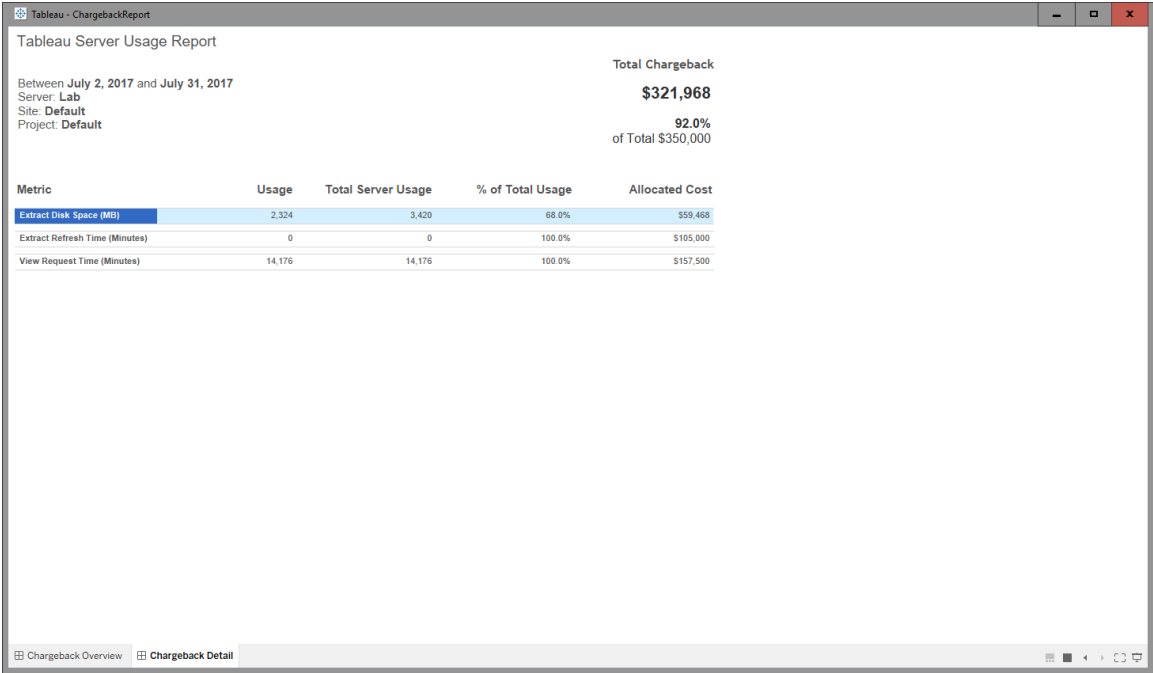 Tableau - ChargebackReport
Tableau Server Usage Report
Total Chargeback
$321,968
92.0%
of Total $350,000
Between July 2, 2017 and July 31, 2017
Server: Lab
Site: Default
Project: Default
Metric Usage Total Server Usage % of Total Usage Allocated Cost
Extract Disk Space (MB) 2,324 3,420 68.0% $59,468
Extract Refresh Time (Minutes) 0 0 100.0% $105,000
View Request Time (Minutes) 14,176 14,176 100.0% $157,500
Chargeback Overview Chargeback Detail